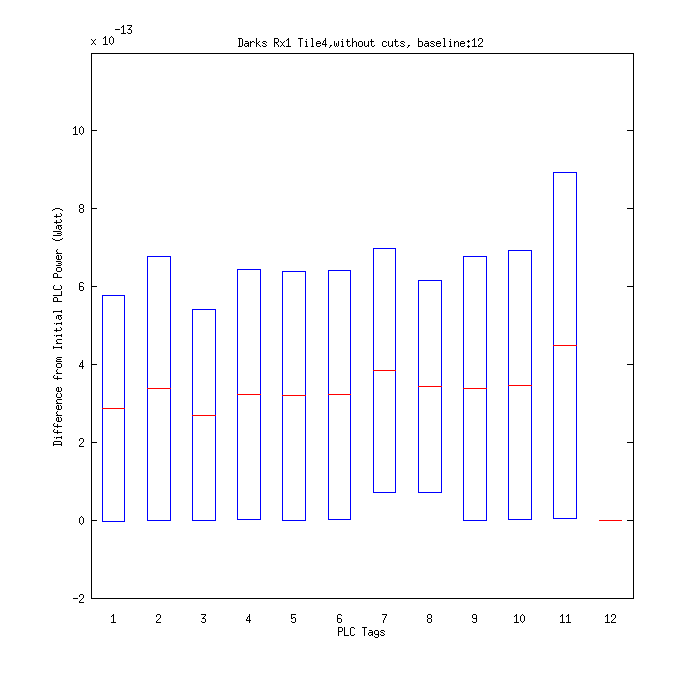 x 10^-13
Darks Rx1 Tile4,without cuts, baseline:12
10
8
6
4
2
0
-2
Difference from Initial PLC Power (Watt)
1 2 3 4 5 6 7 8 9 10 11 12
PLC Tags